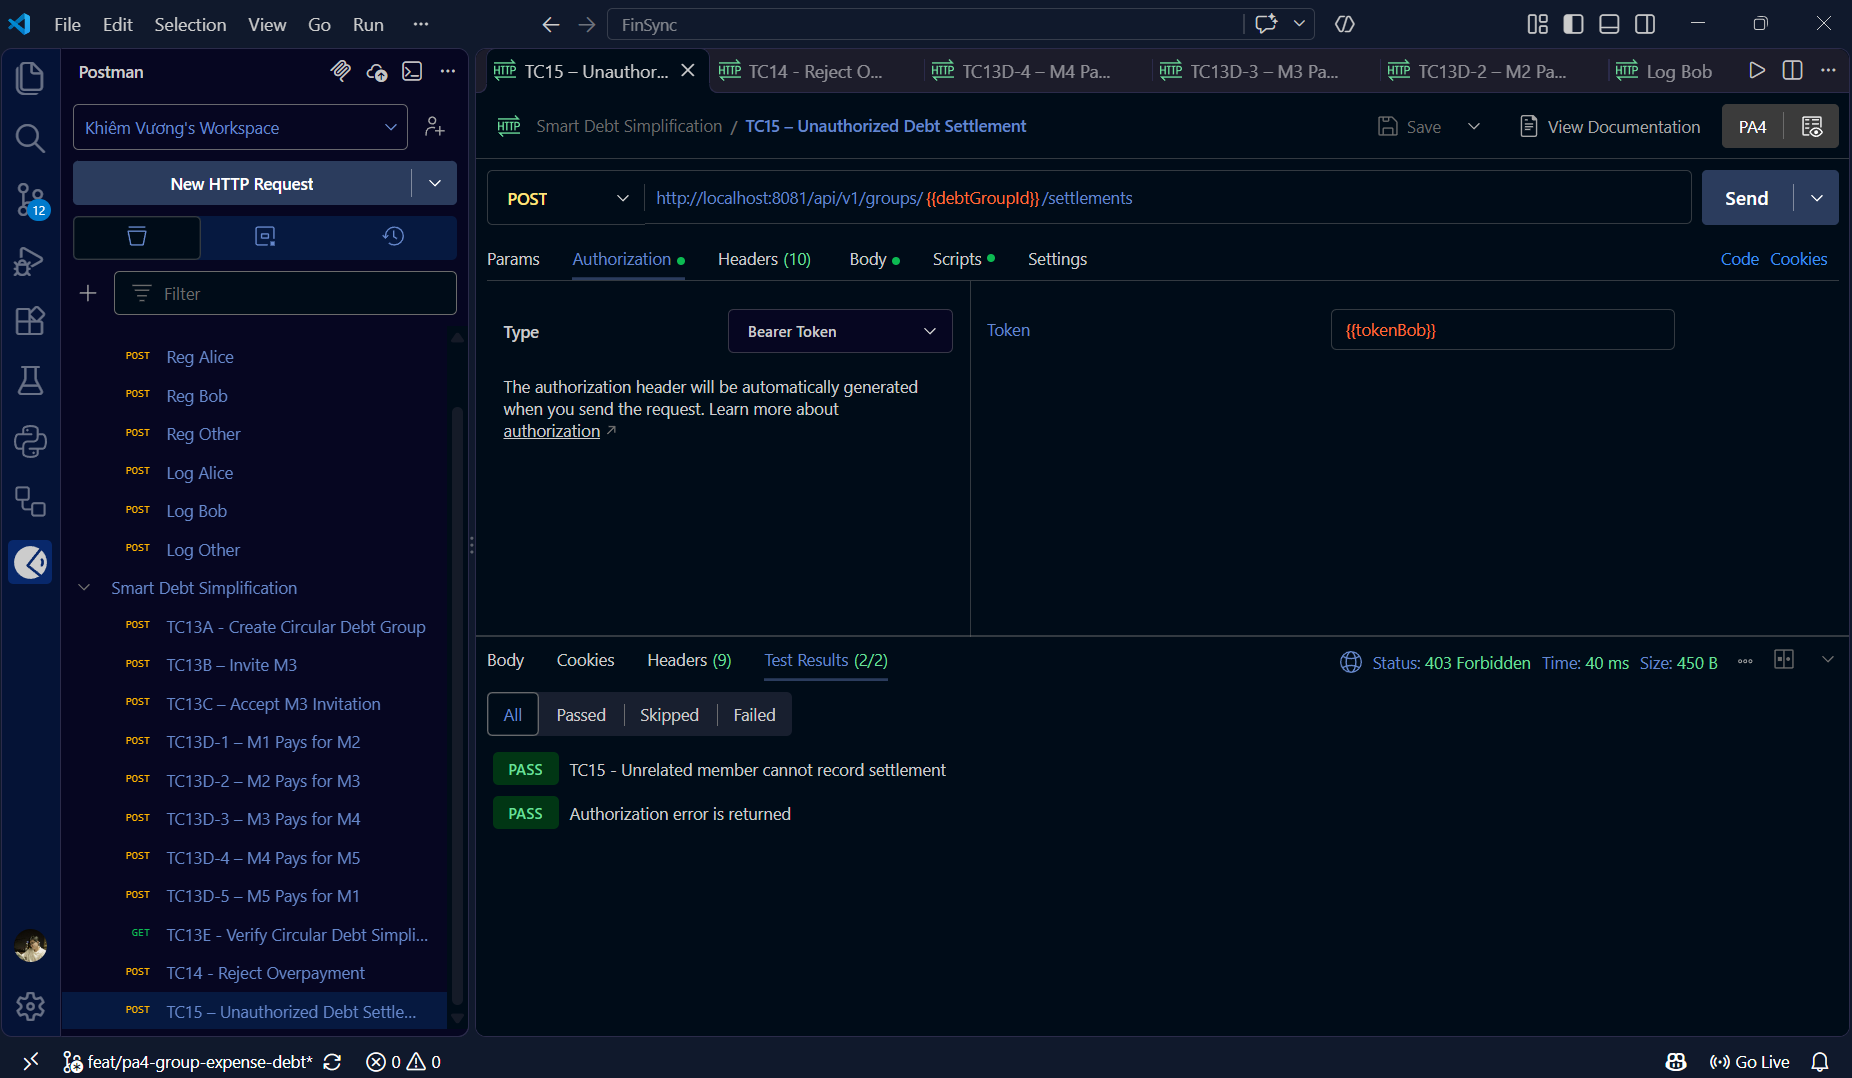 File Edit Selection View Go Run ···
FinSync
Postman
Khiêm Vương's Workspace
New HTTP Request
Filter
12
POST Reg Alice
POST Reg Bob
POST Reg Other
POST Log Alice
POST Log Bob
POST Log Other
Smart Debt Simplification
POST TC13A - Create Circular Debt Group
POST TC13B – Invite M3
POST TC13C – Accept M3 Invitation
POST TC13D-1 – M1 Pays for M2
POST TC13D-2 – M2 Pays for M3
POST TC13D-3 – M3 Pays for M4
POST TC13D-4 – M4 Pays for M5
POST TC13D-5 – M5 Pays for M1
GET TC13E - Verify Circular Debt Simpli...
POST TC14 - Reject Overpayment
POST TC15 – Unauthorized Debt Settle...
HTTP TC15 – Unauthor... HTTP TC14 - Reject O... HTTP TC13D-4 – M4 Pa... HTTP TC13D-3 – M3 Pa... HTTP TC13D-2 – M2 Pa... HTTP Log Bob
HTTP Smart Debt Simplification / TC15 – Unauthorized Debt Settlement Save View Documentation PA4
POST http://localhost:8081/api/v1/groups/{{debtGroupId}}/settlements Send
Params Authorization Headers (10) Body Scripts Settings Code Cookies
Type Bearer Token Token {{tokenBob}}
The authorization header will be automatically generated
when you send the request. Learn more about
authorization
Body Cookies Headers (9) Test Results (2/2) Status: 403 Forbidden Time: 40 ms Size: 450 B
All Passed Skipped Failed
PASS TC15 - Unrelated member cannot record settlement
PASS Authorization error is returned
feat/pa4-group-expense-debt* 0 0 Go Live